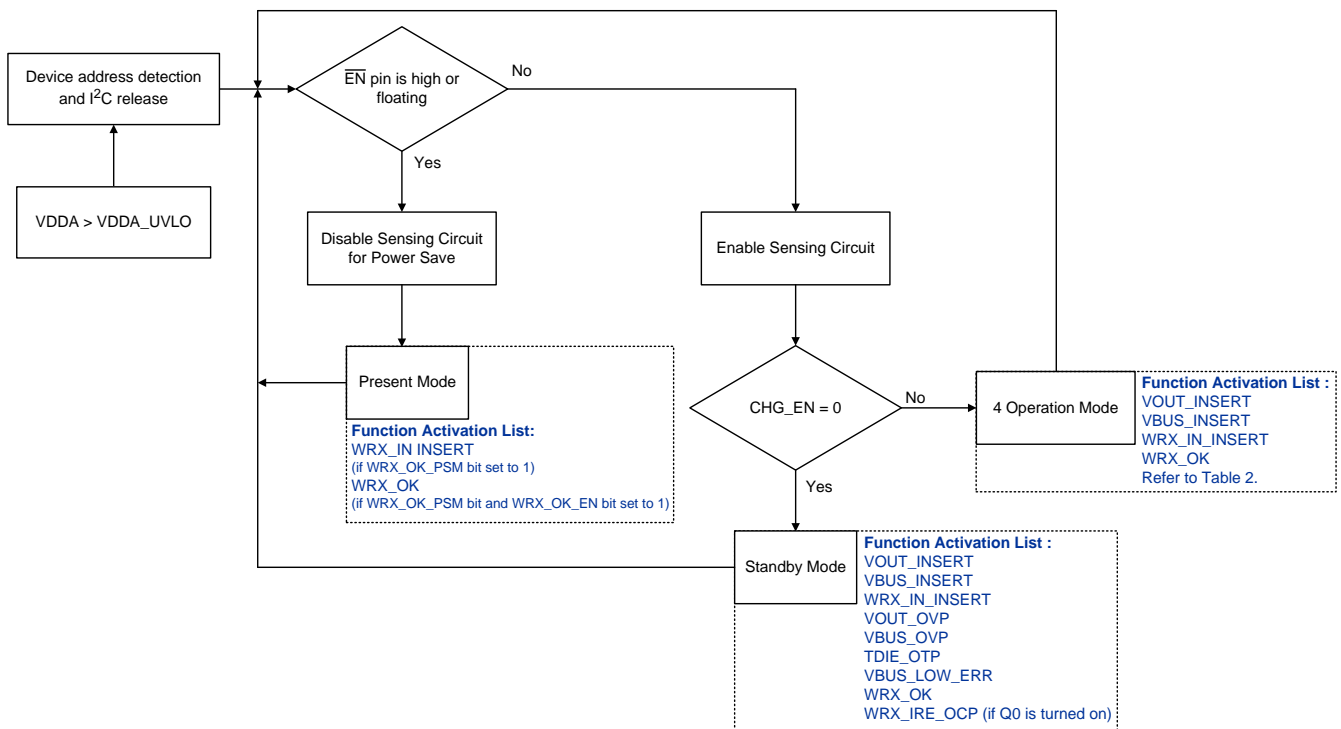 Device address detection
and I²C release
VDDA > VDDA_UVLO
E̅N̅ pin is high or
floating
No
Yes
Disable Sensing Circuit
for Power Save
Enable Sensing Circuit
Present Mode
Function Activation List:
WRX_IN INSERT
(if WRX_OK_PSM bit set to 1)
WRX_OK
(if WRX_OK_PSM bit and WRX_OK_EN bit set to 1)
CHG_EN = 0
No
Yes
4 Operation Mode
Function Activation List :
VOUT_INSERT
VBUS_INSERT
WRX_IN_INSERT
WRX_OK
Refer to Table 2.
Standby Mode
Function Activation List :
VOUT_INSERT
VBUS_INSERT
WRX_IN_INSERT
VOUT_OVP
VBUS_OVP
TDIE_OTP
VBUS_LOW_ERR
WRX_OK
WRX_IRE_OCP (if Q0 is turned on)